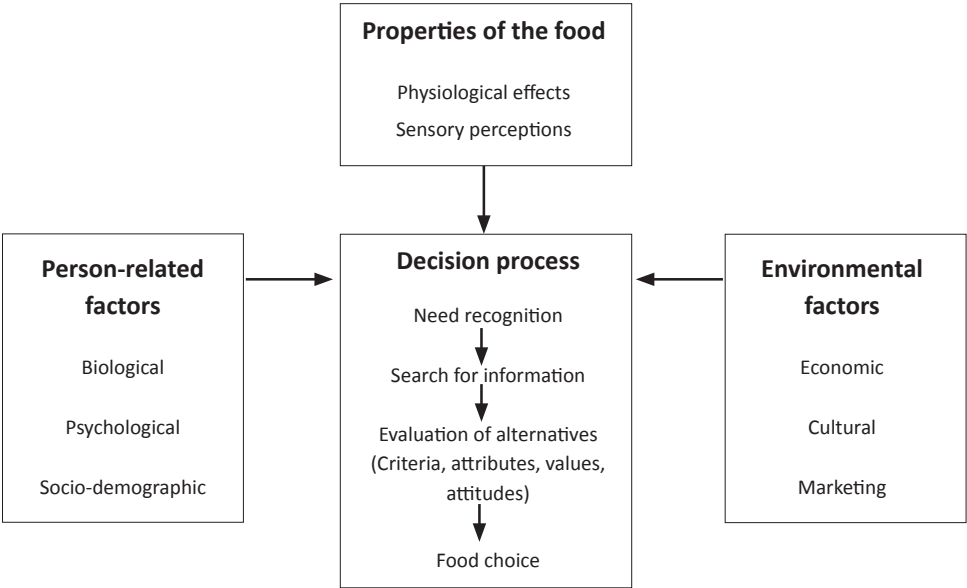 Properties of the food
Physiological effects
Sensory perceptions
Person-related
factors
Biological
Psychological
Socio-demographic
Decision process
Need recognition
Search for information
Evaluation of alternatives
(Criteria, attributes, values,
attitudes)
Food choice
Environmental
factors
Economic
Cultural
Marketing